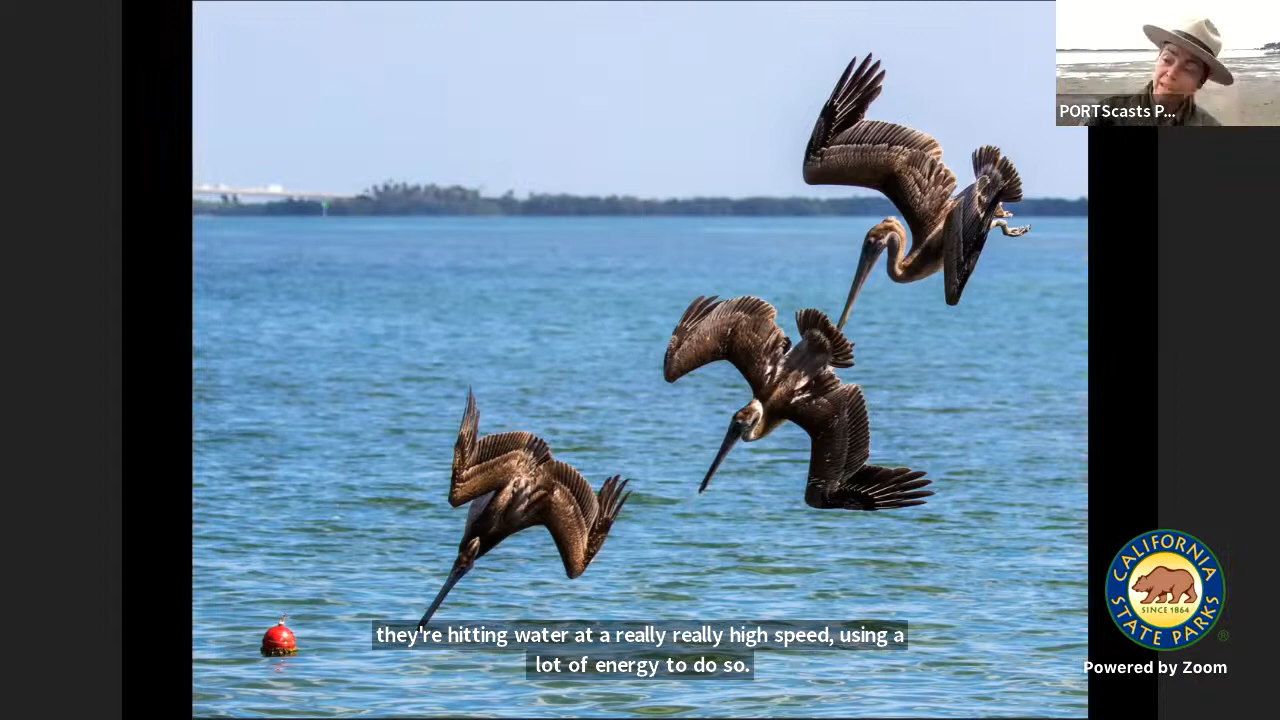 PORTScasts P...
they're hitting water at a really really high speed, using a
lot of energy to do so.
CALIFORNIA
SINCE 1864
STATE PARKS
®
Powered by Zoom